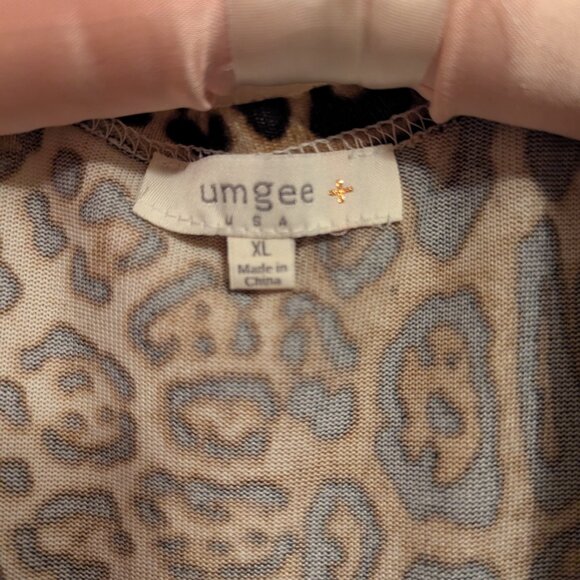 umgee +
USA
XL
Made in
China